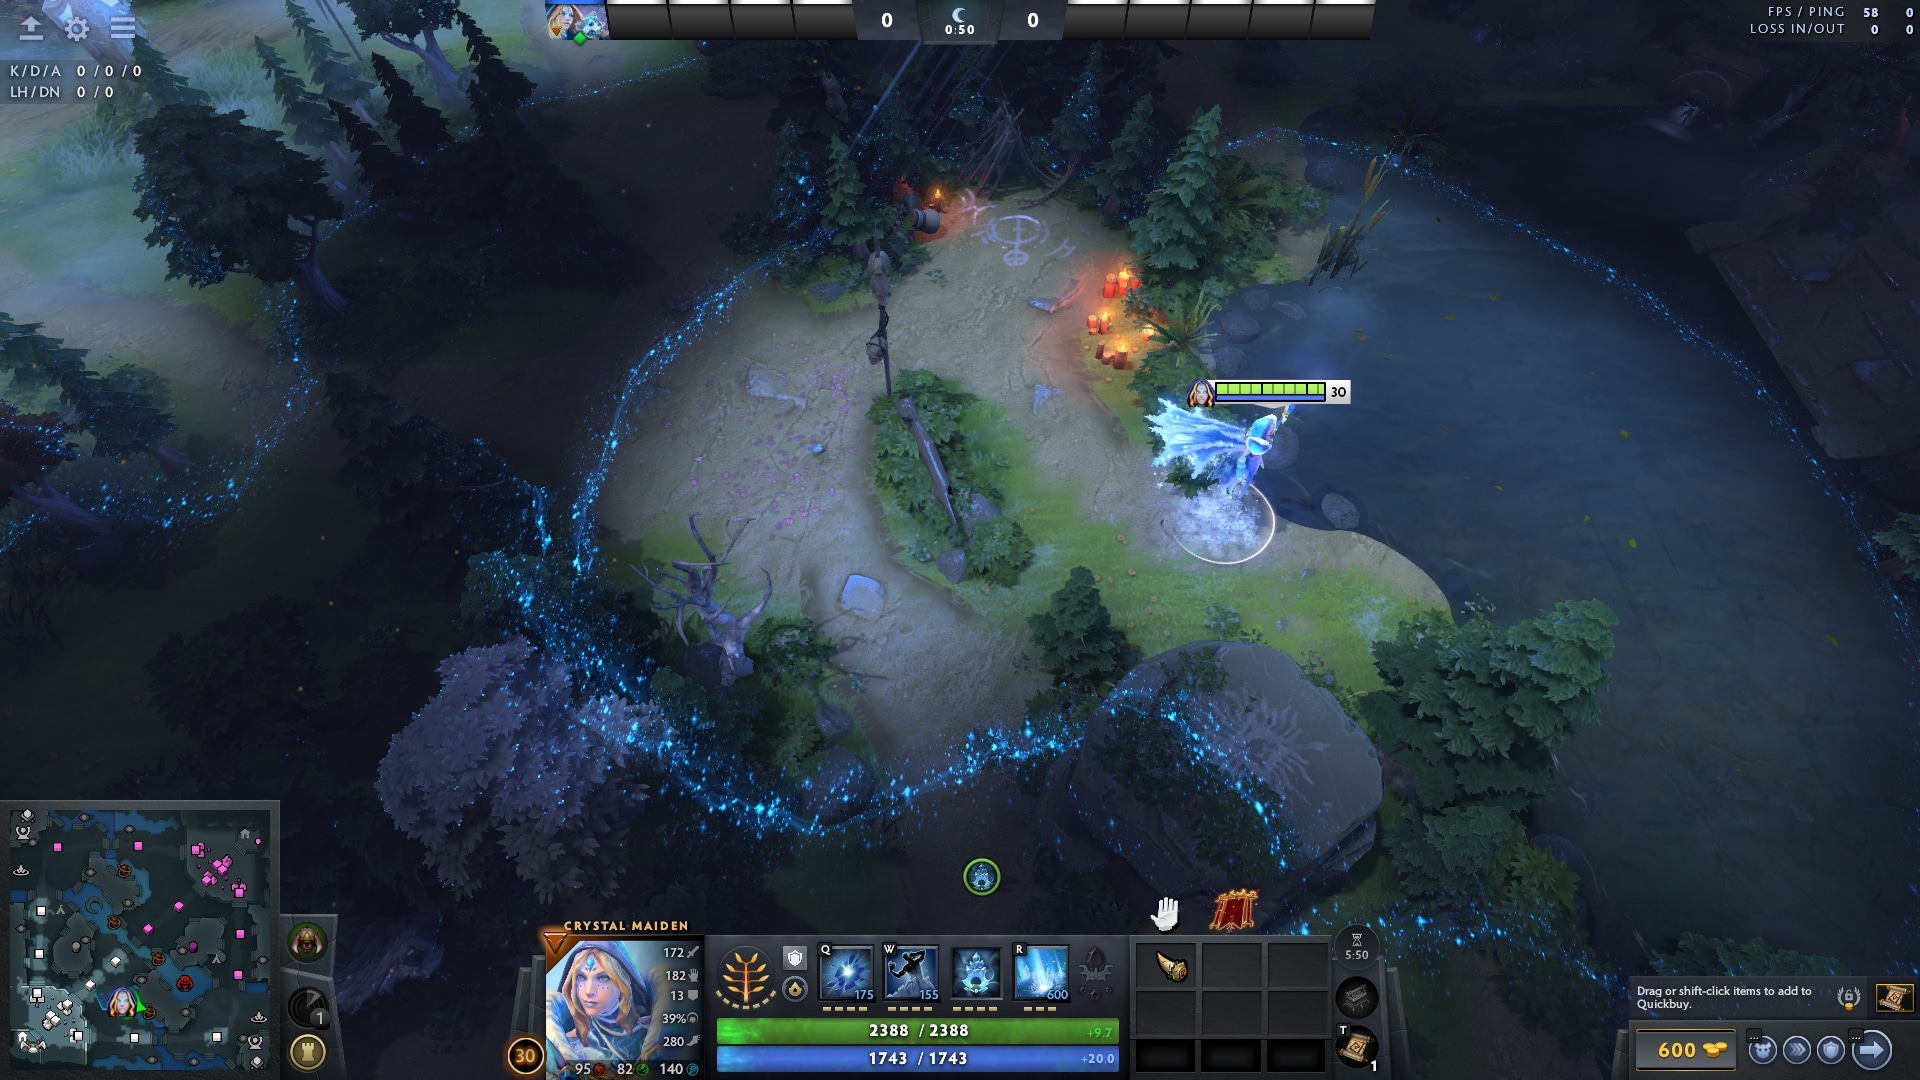 0 0:50 0
FPS / PING 58 0
LOSS IN/OUT 0 0
K/D/A 0 / 0 / 0
LH/DN 0 / 0
30
CRYSTAL MAIDEN
172
182
13
39%
280
30
95 82 140
Q 175
W 155
R 600
2388 / 2388 +9.7
1743 / 1743 +20.0
5:50
T 1
1
Drag or shift-click items to add to
Quickbuy.
600